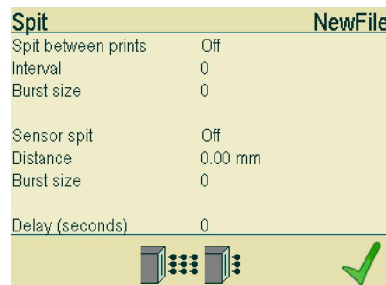 Spit NewFile
Spit between prints Off
Interval 0
Burst size 0
Sensor spit Off
Distance 0.00 mm
Burst size 0
Delay (seconds) 0